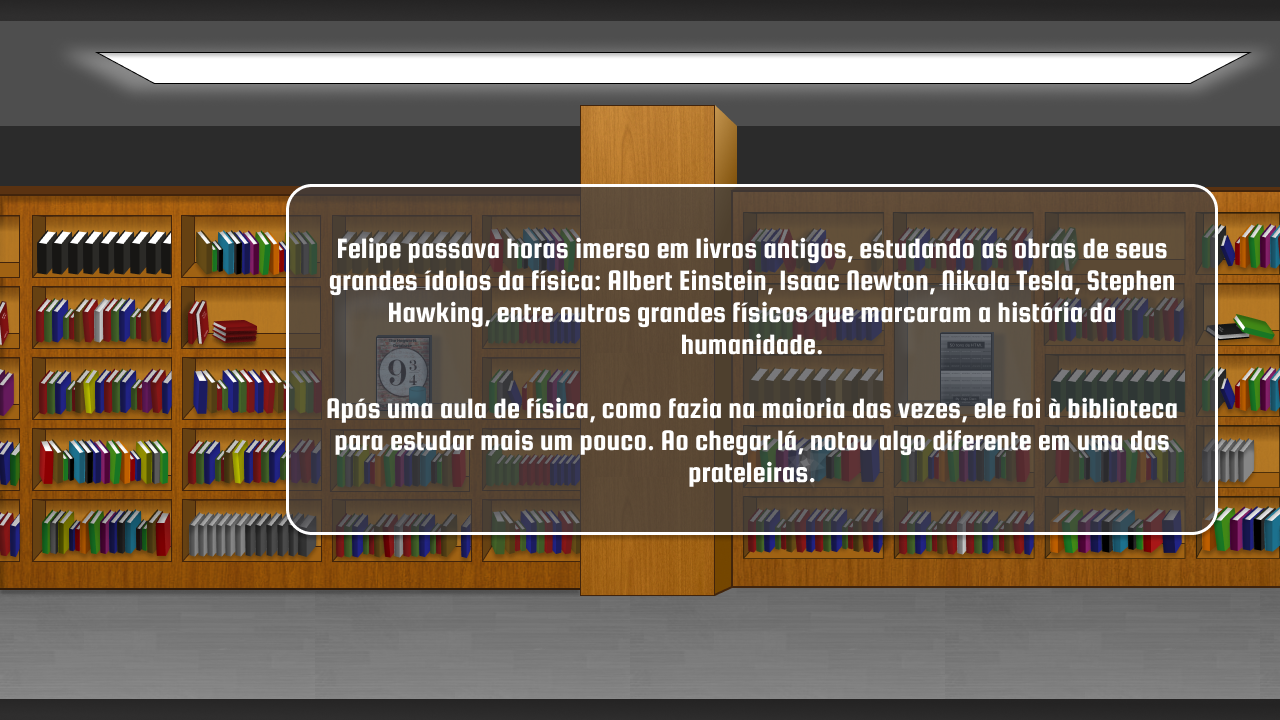 Felipe passava horas imerso em livros antigos, estudando as obras de seus
grandes ídolos da física: Albert Einstein, Isaac Newton, Nikola Tesla, Stephen
Hawking, entre outros grandes físicos que marcaram a história da
humanidade.
Após uma aula de física, como fazia na maioria das vezes, ele foi à biblioteca
para estudar mais um pouco. Ao chegar lá, notou algo diferente em uma das
prateleiras.
9 3/4